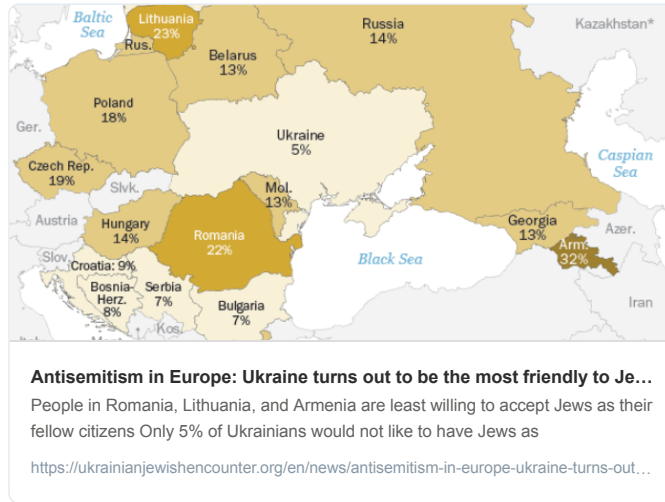 Baltic
Sea
Lithuania
23%
Rus.
Russia
14%
Kazakhstan*
Belarus
13%
Poland
18%
Ger.
Ukraine
5%
Caspian
Sea
Czech Rep.
19%
Slvk.
Mol.
13%
Austria
Hungary
14%
Romania
22%
Georgia
13%
Azer.
Arm.
32%
Slov.
Croatia: 9%
Black Sea
Bosnia-
Herz.
8%
Serbia
7%
Bulgaria
7%
Iran
Kos.
Antisemitism in Europe: Ukraine turns out to be the most friendly to Je…
People in Romania, Lithuania, and Armenia are least willing to accept Jews as their
fellow citizens Only 5% of Ukrainians would not like to have Jews as
https://ukrainianjewishencounter.org/en/news/antisemitism-in-europe-ukraine-turns-out…